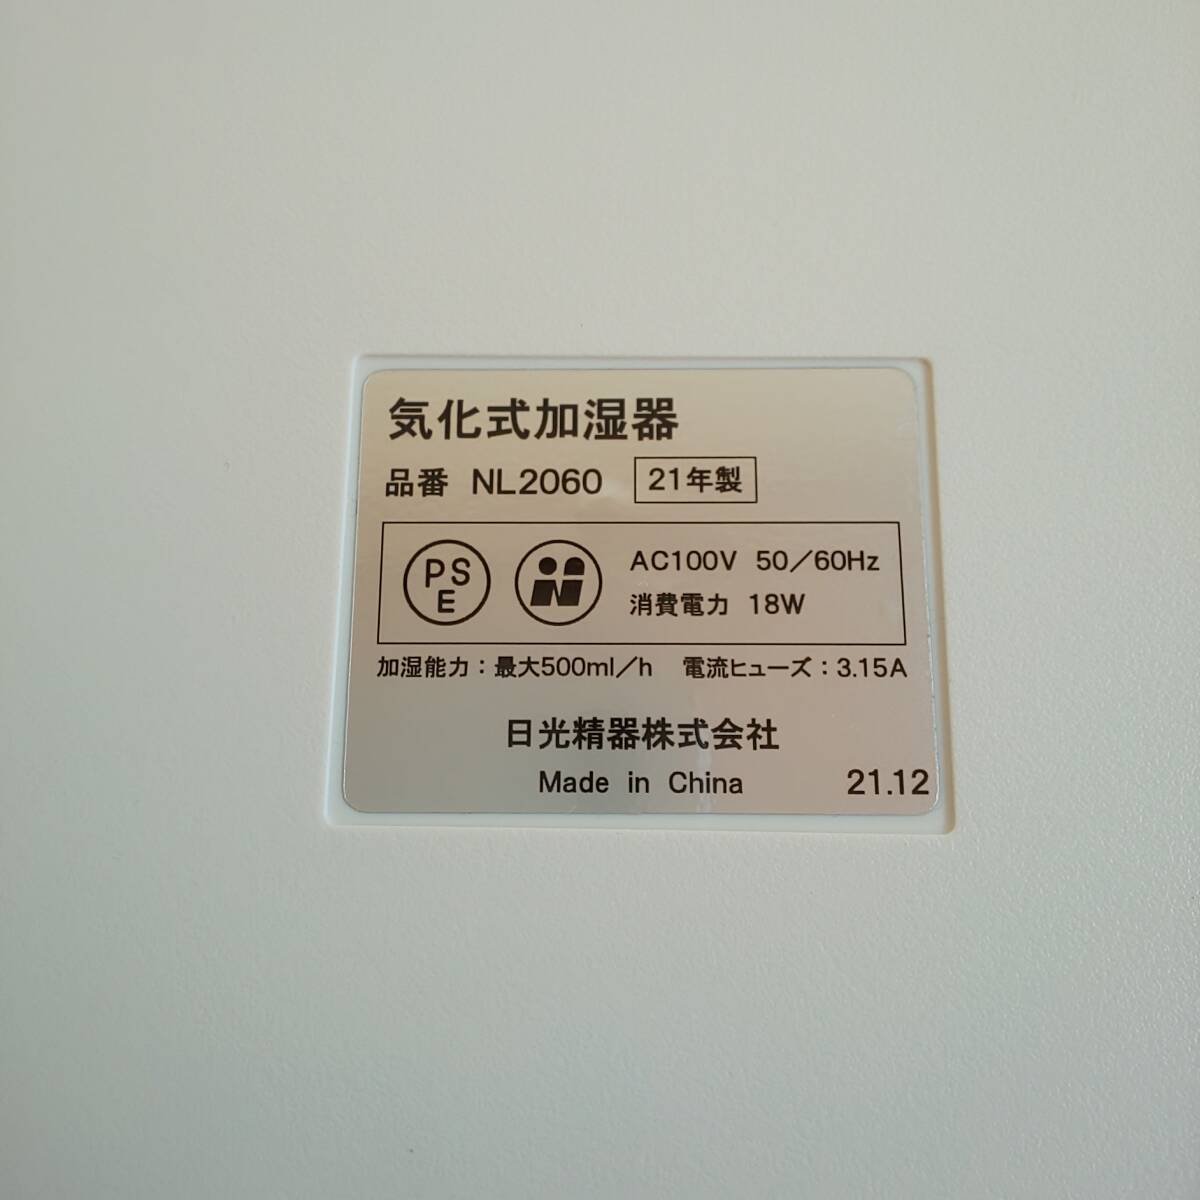 気化式加湿器
品番 NL2060 21年製
PS
E
AC100V 50／60Hz
消費電力 18W
加湿能力：最大500ml／h 電流ヒューズ：3.15A
日光精器株式会社
Made in China 21.12